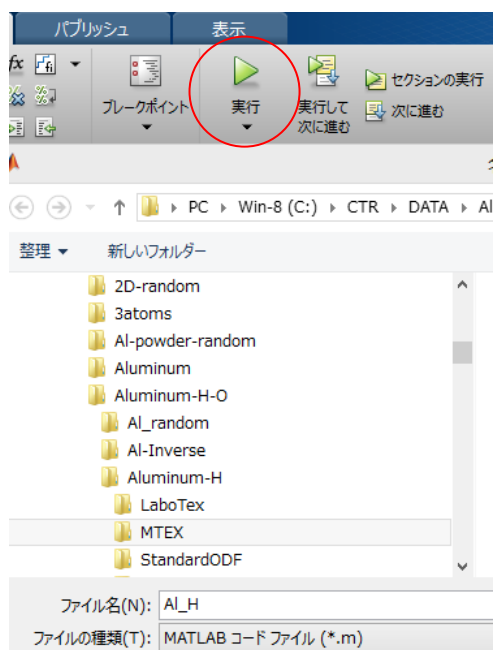 パブリッシュ 表示
fx fi
ブレークポイント 実行 実行して 次に進む セクションの実行
次に進む
PC ▸ Win-8 (C:) ▸ CTR ▸ DATA ▸ Al
整理 新しいフォルダー
2D-random
3atoms
Al-powder-random
Aluminum
Aluminum-H-O
Al_random
Al-Inverse
Aluminum-H
LaboTex
MTEX
StandardODF
ファイル名(N): Al_H
ファイルの種類(T): MATLAB コード ファイル (*.m)